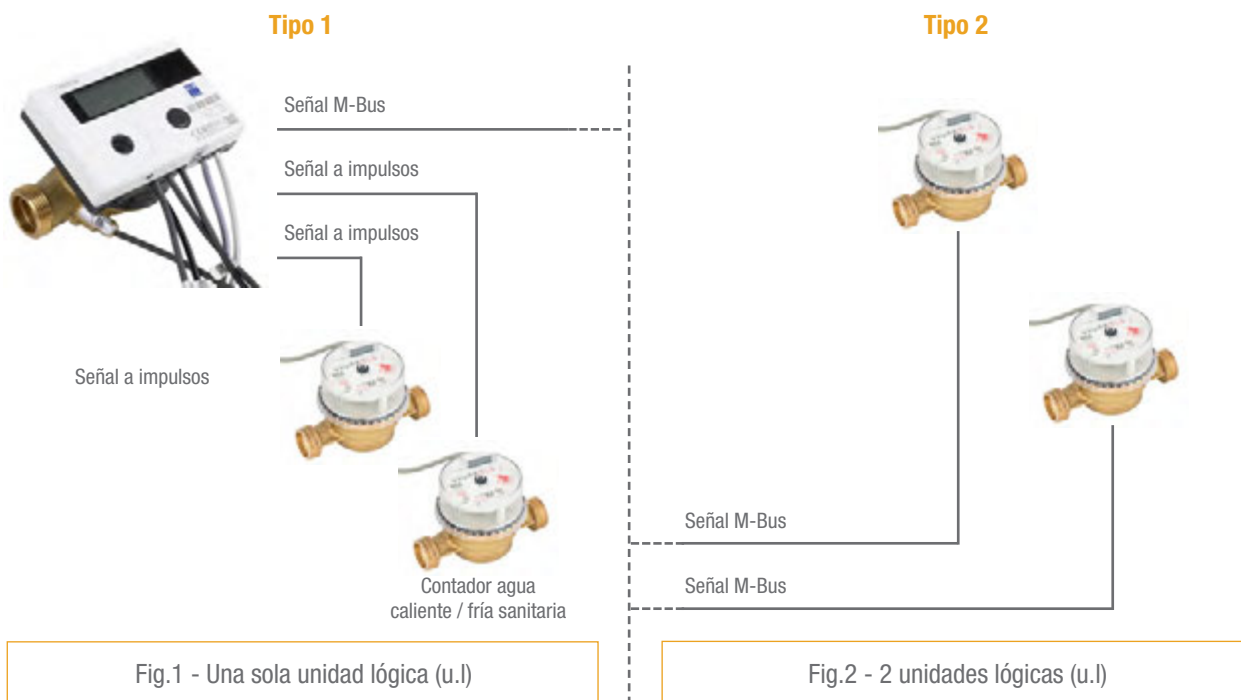 Tipo 1
Tipo 2
Señal M-Bus
Señal a impulsos
Señal a impulsos
Señal a impulsos
Contador agua
caliente / fría sanitaria
Señal M-Bus
Señal M-Bus
Fig.1 - Una sola unidad lógica (u.l)
Fig.2 - 2 unidades lógicas (u.l)